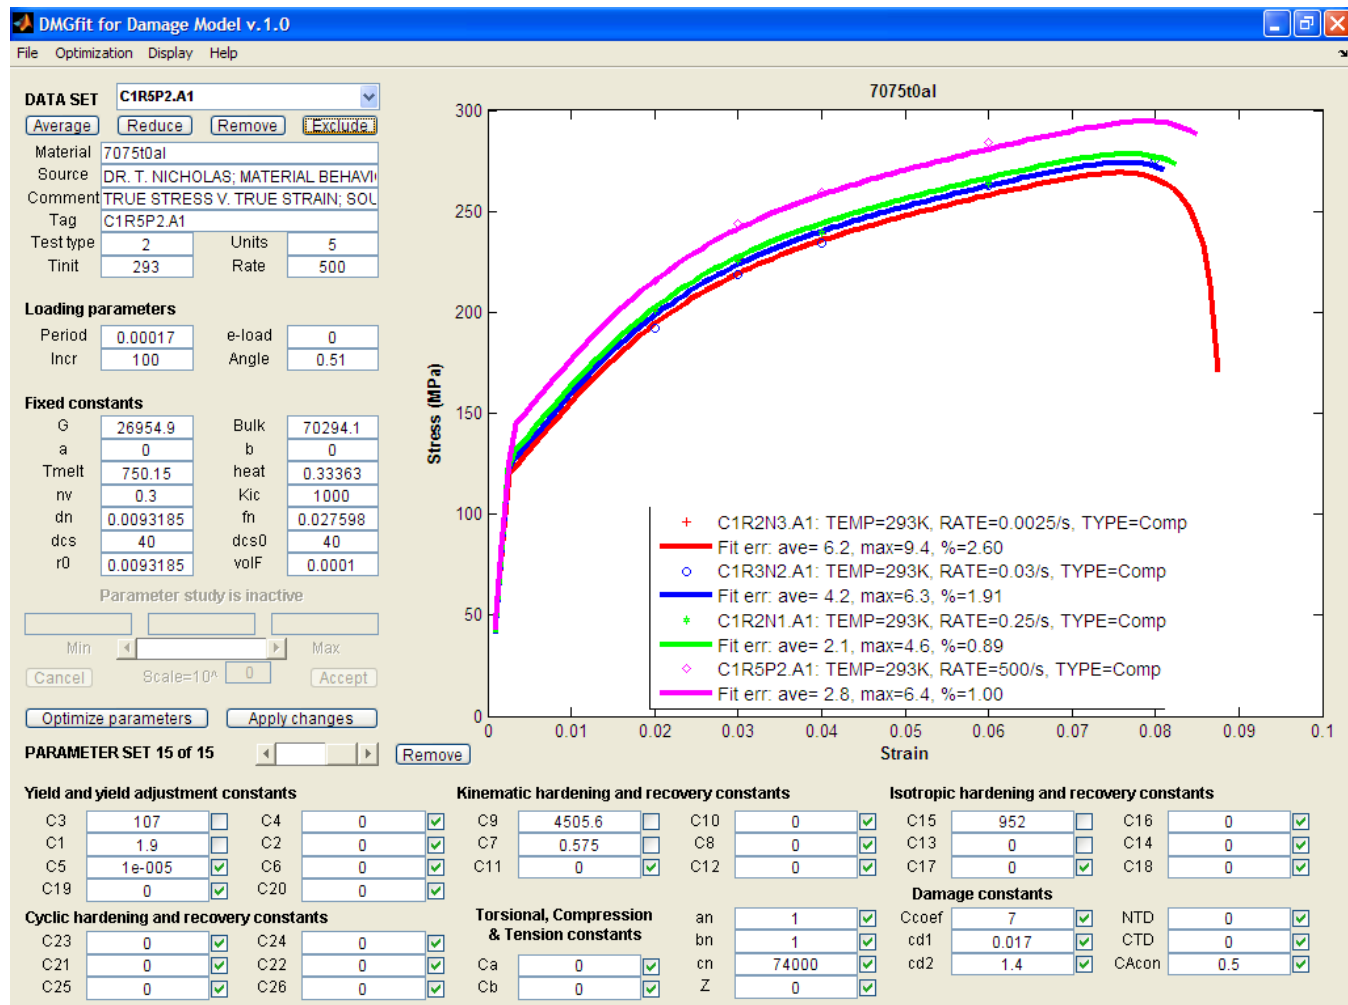 DMGfit for Damage Model v.1.0
File Optimization Display Help
DATA SET C1R5P2.A1
Average Reduce Remove Exclude
Material 7075t0al
Source DR. T. NICHOLAS; MATERIAL
Comment TRUE STRESS V. TRUE STRAIN;
Tag C1R5P2.A1
Test type 2 Units 5
Tinit 293 Rate 500
Loading parameters
Period 0.00017 e-load 0
Incr 100 Angle 0.51
Fixed constants
G 26954.9 Bulk 70294.1
a 0 b 0
Tmelt 750.15 heat 0.33363
nv 0.3 Kic 1000
dn 0.0093185 fn 0.027598
dcs 40 dcs0 40
r0 0.0093185 volF 0.0001
Parameter study is inactive
Min Max
Cancel Scale=10^ 0 Accept
Optimize parameters Apply changes
PARAMETER SET 15 of 15 Remove
7075t0al
300
250
200
150
100
50
0
Stress (MPa)
C1R2N3.A1: TEMP=293K, RATE=0.0025/s, TYPE=Comp
Fit err: ave= 6.2, max=9.4, %=2.60
C1R3N2.A1: TEMP=293K, RATE=0.03/s, TYPE=Comp
Fit err: ave= 4.2, max=6.3, %=1.91
C1R2N1.A1: TEMP=293K, RATE=0.25/s, TYPE=Comp
Fit err: ave= 2.1, max=4.6, %=0.89
C1R5P2.A1: TEMP=293K, RATE=500/s, TYPE=Comp
Fit err: ave= 2.8, max=6.4, %=1.00
0 0.01 0.02 0.03 0.04 0.05 0.06 0.07 0.08 0.09 0.1
Strain
Yield and yield adjustment constants
C3 107 C4 0
C1 1.9 C2 0
C5 1e-005 C6 0
C19 0 C20 0
Cyclic hardening and recovery constants
C23 0 C24 0
C21 0 C22 0
C25 0 C26 0
Kinematic hardening and recovery constants
C9 4505.6 C10 0
C7 0.575 C8 0
C11 0 C12 0
Torsional, Compression
& Tension constants
Ca 0
Cb 0
an 1
bn 1
cn 74000
Z 0
Isotropic hardening and recovery constants
C15 952 C16 0
C13 0 C14 0
C17 0 C18 0
Damage constants
Ccoef 7 NTD 0
cd1 0.017 CTD 0
cd2 1.4 CAcon 0.5